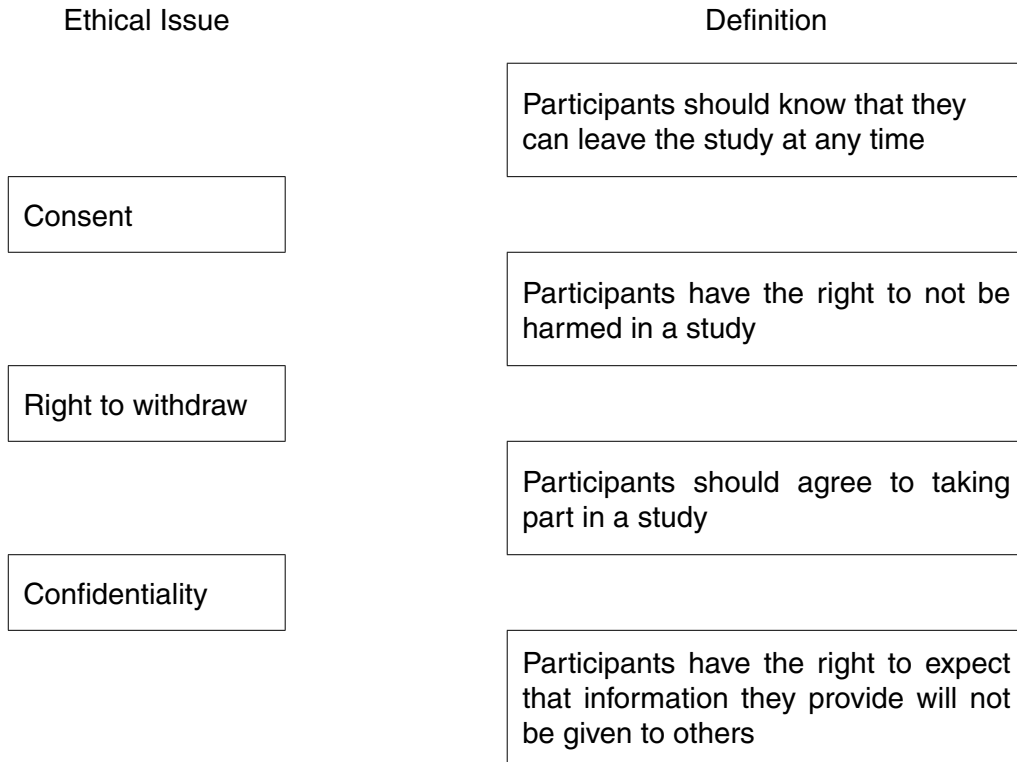 Ethical Issue
Definition
Participants should know that they
can leave the study at any time
Consent
Participants have the right to not be
harmed in a study
Right to withdraw
Participants should agree to taking
part in a study
Confidentiality
Participants have the right to expect
that information they provide will not
be given to others